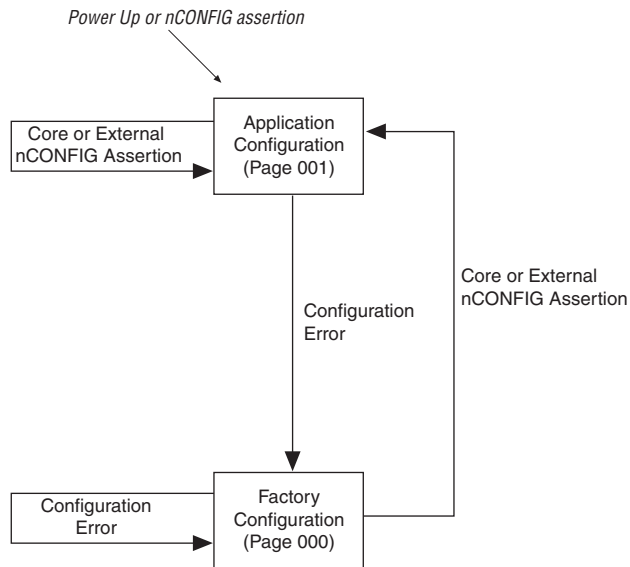 Power Up or nCONFIG assertion
Application
Configuration
(Page 001)
Core or External
nCONFIG Assertion
Core or External
nCONFIG Assertion
Configuration
Error
Factory
Configuration
(Page 000)
Configuration
Error